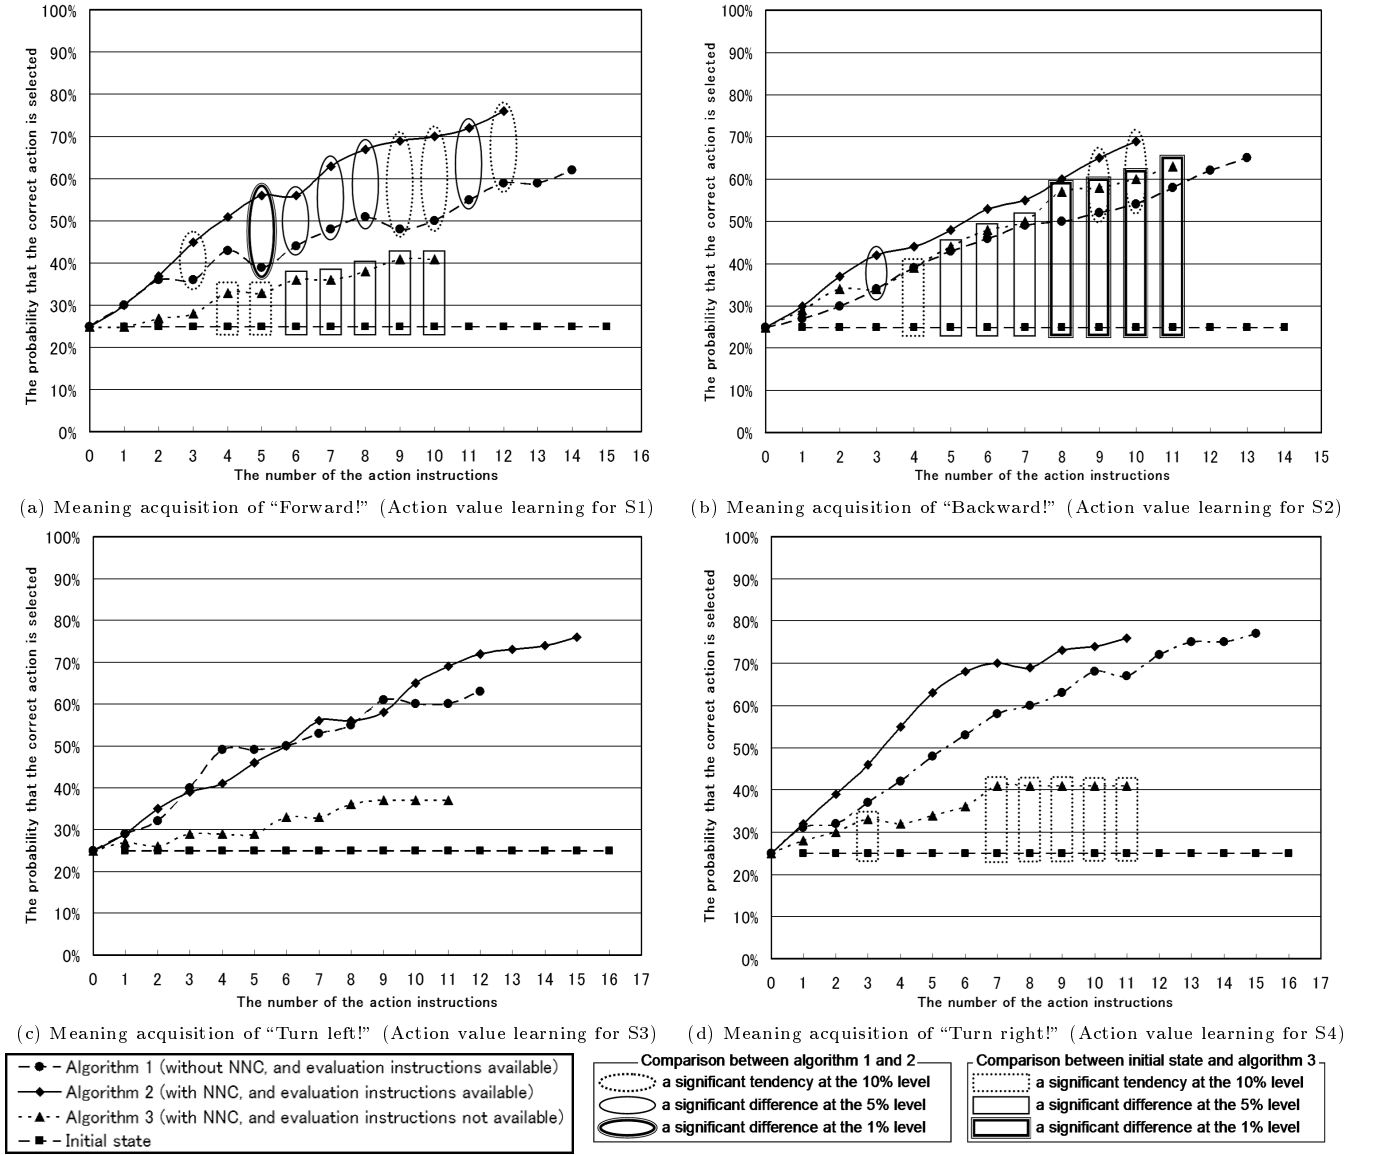 The probability that the correct action is selected
100%
90%
80%
70%
60%
50%
40%
30%
20%
10%
0%
0 1 2 3 4 5 6 7 8 9 10 11 12 13 14 15 16
The number of the action instructions
(a) Meaning acquisition of “Forward!” (Action value learning for S1)
The probability that the correct action is selected
100%
90%
80%
70%
60%
50%
40%
30%
20%
10%
0%
0 1 2 3 4 5 6 7 8 9 10 11 12 13 14 15
The number of the action instructions
(b) Meaning acquisition of “Backward!” (Action value learning for S2)
The probability that the correct action is selected
100%
90%
80%
70%
60%
50%
40%
30%
20%
10%
0%
0 1 2 3 4 5 6 7 8 9 10 11 12 13 14 15 16 17
The number of the action instructions
(c) Meaning acquisition of “Turn left!” (Action value learning for S3)
The probability that the correct action is selected
100%
90%
80%
70%
60%
50%
40%
30%
20%
10%
0%
0 1 2 3 4 5 6 7 8 9 10 11 12 13 14 15 16 17
The number of the action instructions
(d) Meaning acquisition of “Turn right!” (Action value learning for S4)
Algorithm 1 (without NNC, and evaluation instructions available)
Algorithm 2 (with NNC, and evaluation instructions available)
Algorithm 3 (with NNC, and evaluation instructions not available)
Initial state
Comparison between algorithm 1 and 2
a significant tendency at the 10% level
a significant difference at the 5% level
a significant difference at the 1% level
Comparison between initial state and algorithm 3
a significant tendency at the 10% level
a significant difference at the 5% level
a significant difference at the 1% level